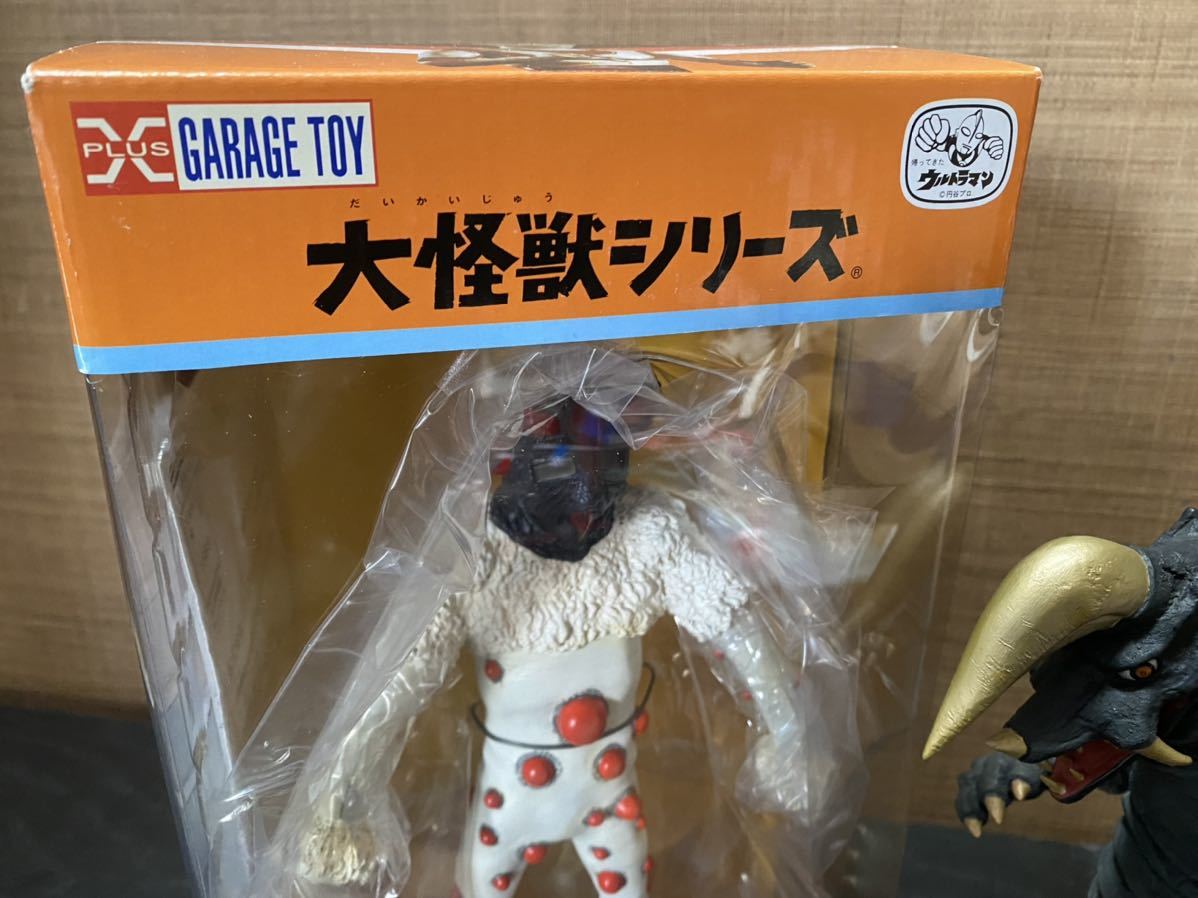 X PLUS
GARAGE TOY
だいかいじゅう
大怪獣シリーズ®
帰ってきた
ウルトラマン
©円谷プロ